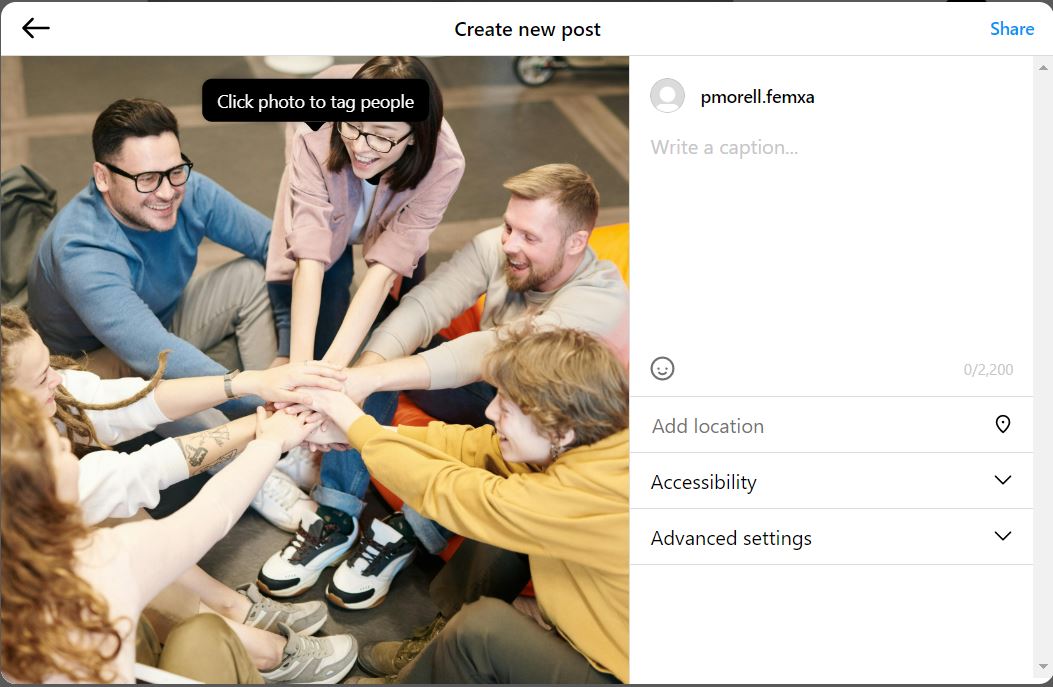 Create new post
Share
Click photo to tag people
pmorell.femxa
Write a caption...
0/2,200
Add location
Accessibility
Advanced settings